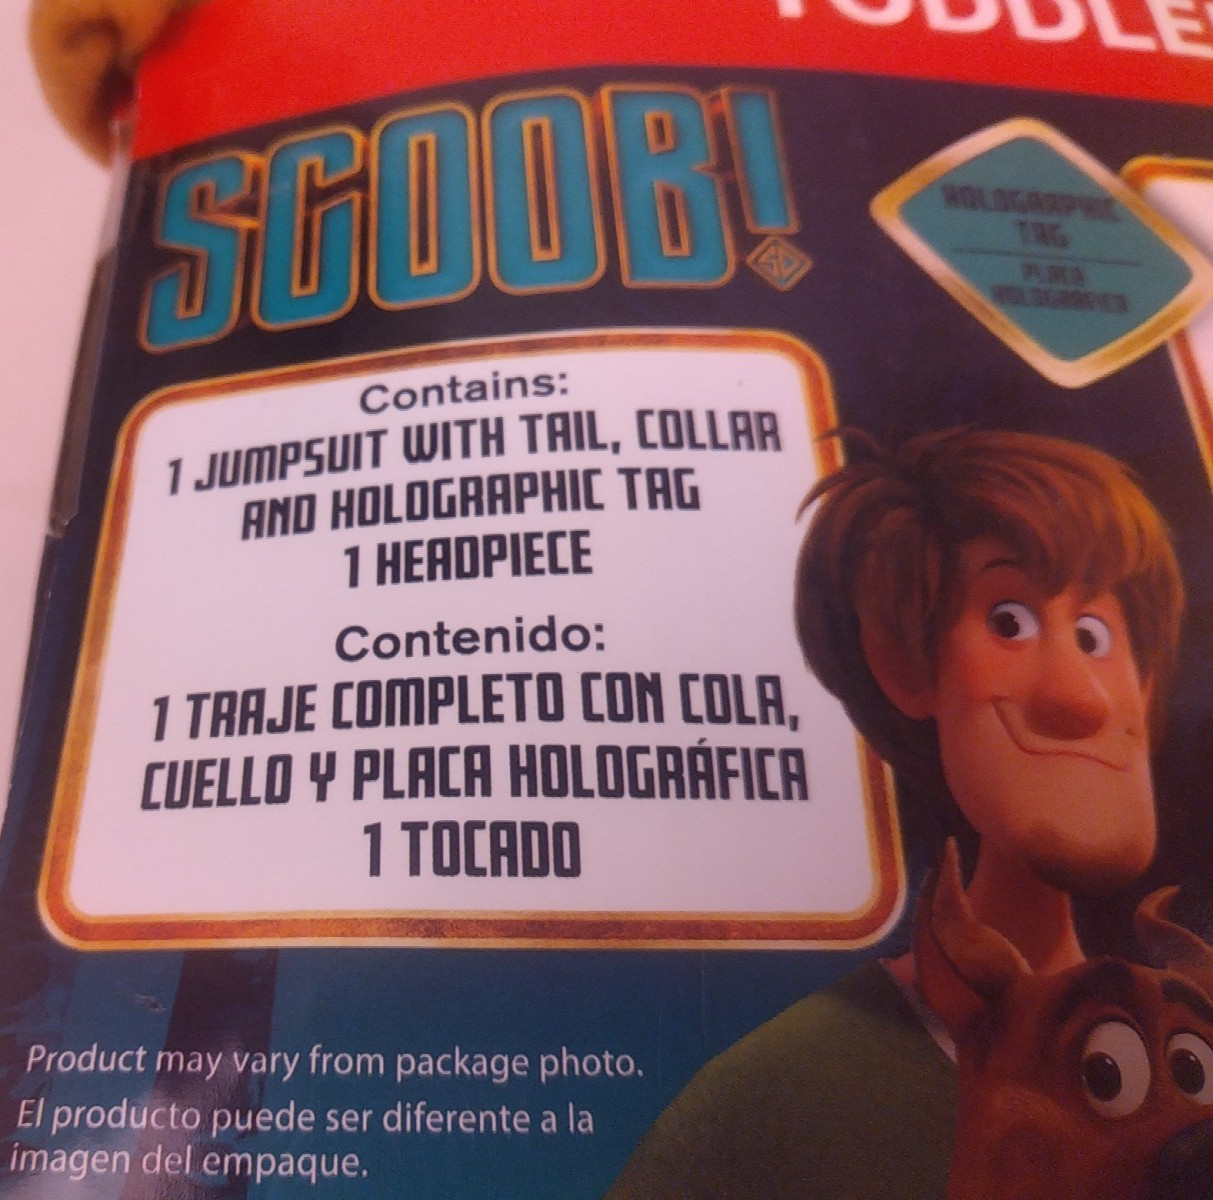 TODDLE
SCOOB!
SD
HOLOGRAPHIC
TAG
PLACA
HOLOGRÁFICA
Contains:
1 JUMPSUIT WITH TAIL, COLLAR
AND HOLOGRAPHIC TAG
1 HEADPIECE
Contenido:
1 TRAJE COMPLETO CON COLA,
CUELLO Y PLACA HOLOGRÁFICA
1 TOCADO
Product may vary from package photo.
El producto puede ser diferente a la
imagen del empaque.